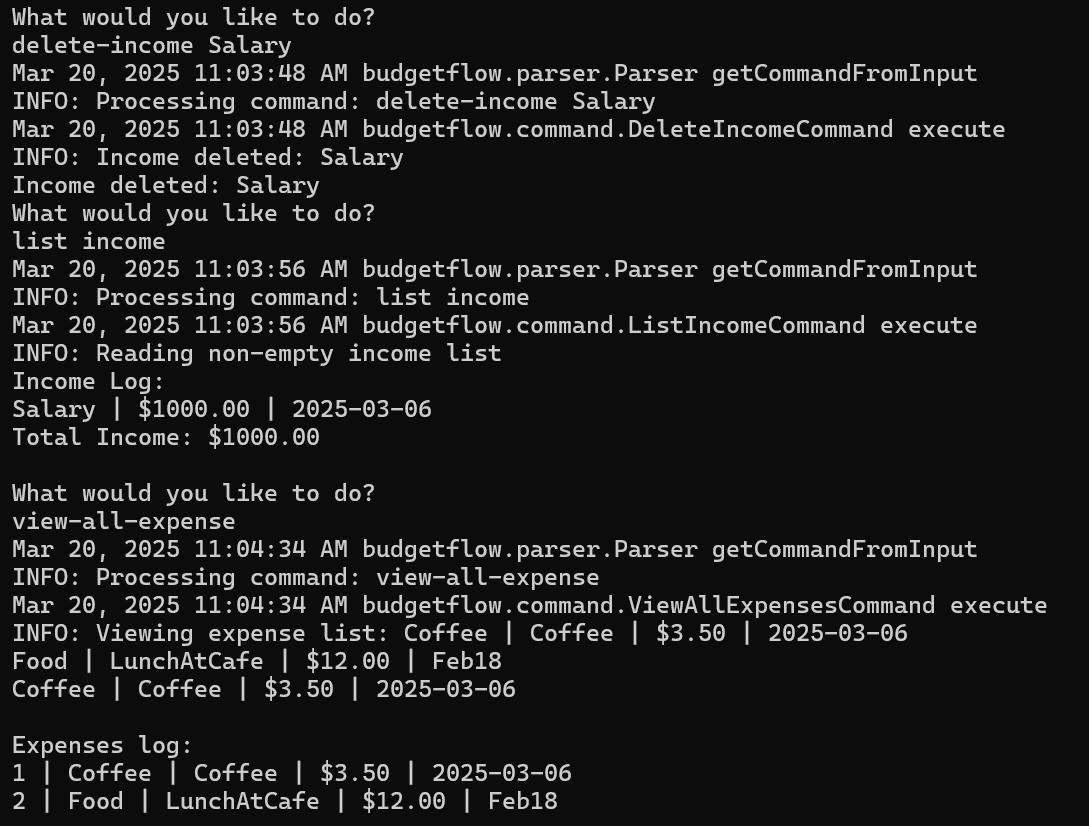 What would you like to do?
delete-income Salary
Mar 20, 2025 11:03:48 AM budgetflow.parser.Parser getCommandFromInput
INFO: Processing command: delete-income Salary
Mar 20, 2025 11:03:48 AM budgetflow.command.DeleteIncomeCommand execute
INFO: Income deleted: Salary
Income deleted: Salary
What would you like to do?
list income
Mar 20, 2025 11:03:56 AM budgetflow.parser.Parser getCommandFromInput
INFO: Processing command: list income
Mar 20, 2025 11:03:56 AM budgetflow.command.ListIncomeCommand execute
INFO: Reading non-empty income list
Income Log:
Salary | $1000.00 | 2025-03-06
Total Income: $1000.00
What would you like to do?
view-all-expense
Mar 20, 2025 11:04:34 AM budgetflow.parser.Parser getCommandFromInput
INFO: Processing command: view-all-expense
Mar 20, 2025 11:04:34 AM budgetflow.command.ViewAllExpensesCommand execute
INFO: Viewing expense list: Coffee | Coffee | $3.50 | 2025-03-06
Food | LunchAtCafe | $12.00 | Feb18
Coffee | Coffee | $3.50 | 2025-03-06
Expenses log:
1 | Coffee | Coffee | $3.50 | 2025-03-06
2 | Food | LunchAtCafe | $12.00 | Feb18